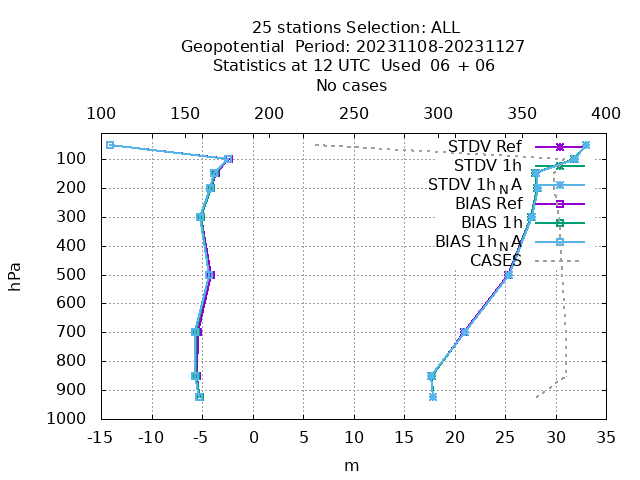 25 stations Selection: ALL
Geopotential  Period: 20231108-20231127
Statistics at 12 UTC  Used  06 + 06
No cases
100 150 200 250 300 350 400
STDV Ref
STDV 1h
STDV 1hNA
BIAS Ref
BIAS 1h
BIAS 1hNA
CASES
100
200
300
400
500
600
700
800
900
1000
hPa
-15 -10 -5 0 5 10 15 20 25 30 35
m